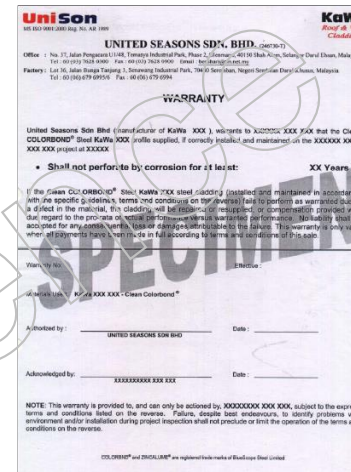 UniSon
MS ISO 9001:2000 Reg. No. AR 1909
KaW
Roof &
Claddi
UNITED SEASONS SDN. BHD. (246730-T)
Office : No. 37, Jalan Pengacara U1/48, Temasya Industrial Park, Phase 2, Glenmarie, 40150 Shah Alam, Selangor Darul Ehsan, Mala
Tel : 60 (03) 7628 0000 Fax : 60 (03) 7628 0900 Email :
Factory : Lot 36, Jalan Bunga Tanjung 3, Senawang Industrial Park, 70400 Seremban, Negeri Sembilan Darul Khusus, Malaysia.
Tel : 60 (06) 679 6995/6 Fax : 60 (06) 679 6994
WARRANTY
United Seasons Sdn Bhd (manufacturer of KaWa XXX ), warrants to XXXXXX XXX XXX that the Cle
COLORBOND® Steel KaWa XXX profile supplied, if correctly installed and maintained on the XXXXXX XX
XXX XXX project at XXXXX
• Shall not perforate by corrosion for at least: XX Years
If the Clean COLORBOND® Steel KaWa XXX steel cladding (installed and maintained in accordan
with the specific guidelines, terms and conditions on the reverse) fails to perform as warranted due
a defect in the material, the cladding will be repaired or resupplied, or compensation provided w
due regard to the pro-rata of actual performance versus warranted performance. No liability shall
accepted for any consequential loss or damages attributable to the failure. This warranty is only va
when all payments have been made in full according to terms and conditions of this sale.
SPECIMEN
Warranty No: Effective :
Materials Used : KaWa XXX XXX - Clean Colorbond®
Authorized by : Date :
UNITED SEASONS SDN BHD
Acknowledged by: Date :
XXXXXXXXXX XXX XXX
NOTE: This warranty is provided to, and can only be actioned by, XXXXXXXX XXX XXX, subject to the expre
terms and conditions listed on the reverse. Failure, despite best endeavours, to identify problems w
environment and/or installation during project inspection shall not preclude or limit the operation of the terms a
conditions on the reverse.
COLORBOND® and ZINCALUME® are registered trade marks of BlueScope Steel Limited